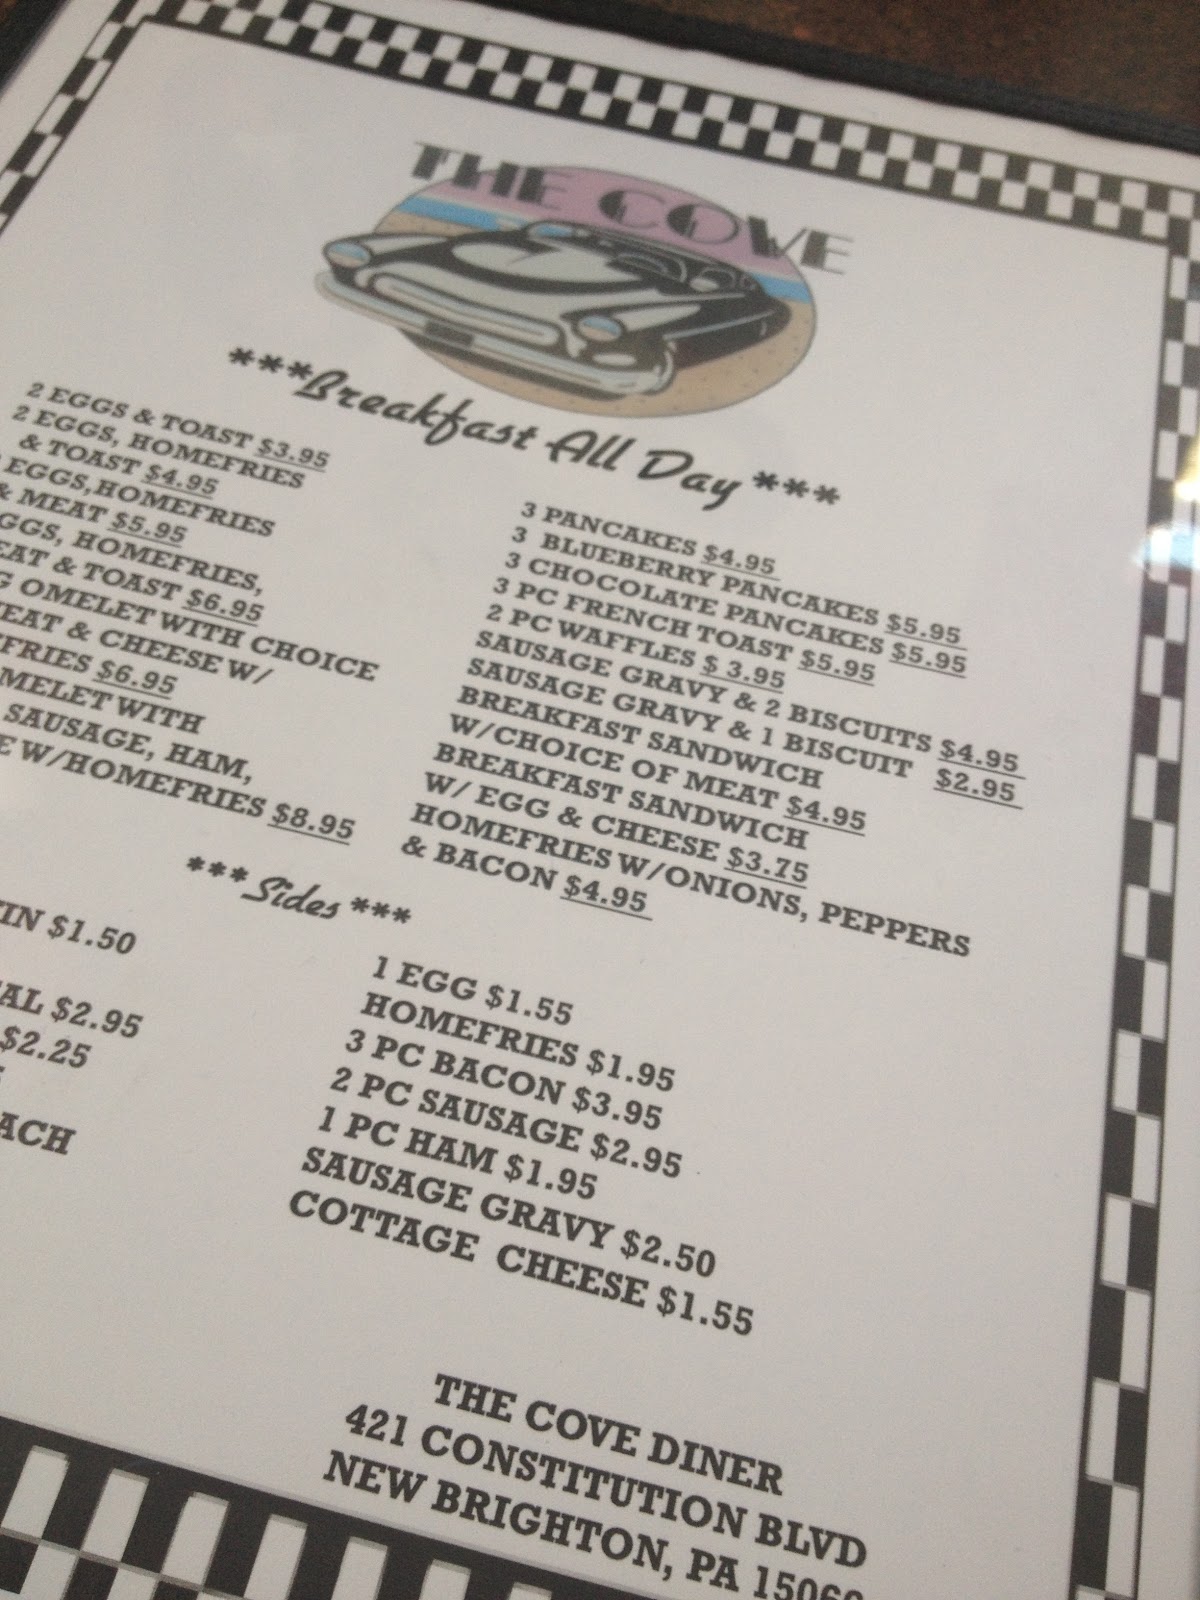 THE COVE
***Breakfast All Day***
2 EGGS & TOAST $3.95
2 EGGS, HOMEFRIES
& TOAST $4.95
EGGS,HOMEFRIES
& MEAT $5.95
GGS, HOMEFRIES,
EAT & TOAST $6.95
G OMELET WITH CHOICE
EAT & CHEESE W/
FRIES $6.95
MELET WITH
SAUSAGE, HAM,
E W/HOMEFRIES $8.95
3 PANCAKES $4.95
3 BLUEBERRY PANCAKES $5.95
3 CHOCOLATE PANCAKES $5.95
3 PC FRENCH TOAST $5.95
2 PC WAFFLES $ 3.95
SAUSAGE GRAVY & 2 BISCUITS $4.95
SAUSAGE GRAVY & 1 BISCUIT $2.95
BREAKFAST SANDWICH
W/CHOICE OF MEAT $4.95
BREAKFAST SANDWICH
W/ EGG & CHEESE $3.75
HOMEFRIES W/ONIONS, PEPPERS
& BACON $4.95
***Sides***
IN $1.50
AL $2.95
$2.25
ACH
1 EGG $1.55
HOMEFRIES $1.95
3 PC BACON $3.95
2 PC SAUSAGE $2.95
1 PC HAM $1.95
SAUSAGE GRAVY $2.50
COTTAGE CHEESE $1.55
THE COVE DINER
421 CONSTITUTION BLVD
NEW BRIGHTON, PA